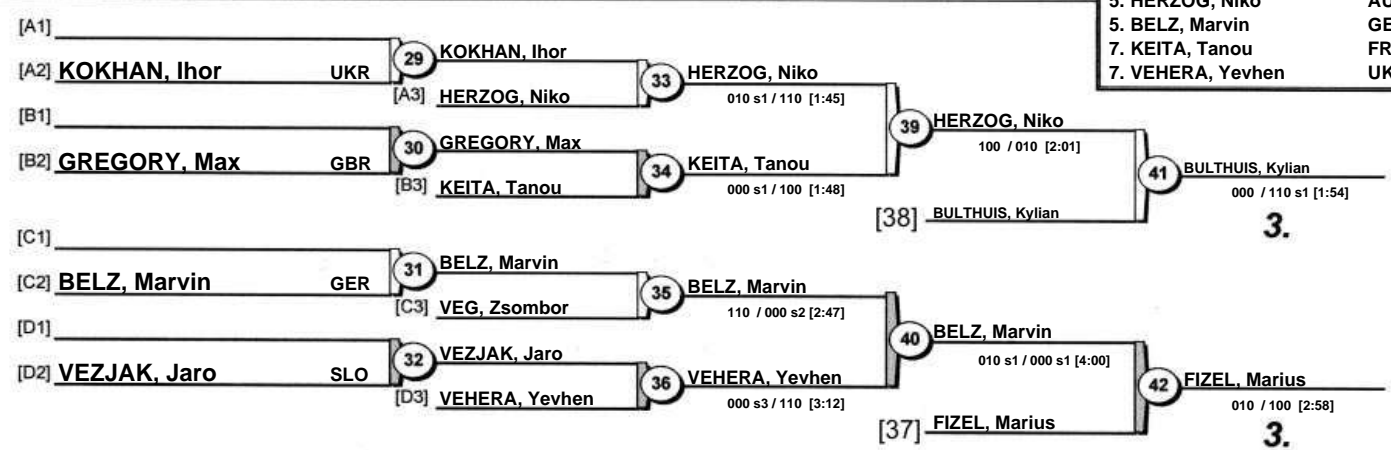 5. HERZOG, Niko
5. BELZ, Marvin
7. KEITA, Tanou
7. VEHERA, Yevhen
[A1]
[A2] KOKHAN, Ihor UKR
29
KOKHAN, Ihor
[A3] HERZOG, Niko
33
HERZOG, Niko
010 s1 / 110 [1:45]
[B1]
[B2] GREGORY, Max GBR
30
GREGORY, Max
[B3] KEITA, Tanou
34
KEITA, Tanou
000 s1 / 100 [1:48]
39
HERZOG, Niko
100 / 010 [2:01]
[38] BULTHUIS, Kylian
41
BULTHUIS, Kylian
000 / 110 s1 [1:54]
3.
[C1]
[C2] BELZ, Marvin GER
31
BELZ, Marvin
[C3] VEG, Zsombor
35
BELZ, Marvin
110 / 000 s2 [2:47]
[D1]
[D2] VEZJAK, Jaro SLO
32
VEZJAK, Jaro
[D3] VEHERA, Yevhen
36
VEHERA, Yevhen
000 s3 / 110 [3:12]
40
BELZ, Marvin
010 s1 / 000 s1 [4:00]
[37] FIZEL, Marius
42
FIZEL, Marius
010 / 100 [2:58]
3.